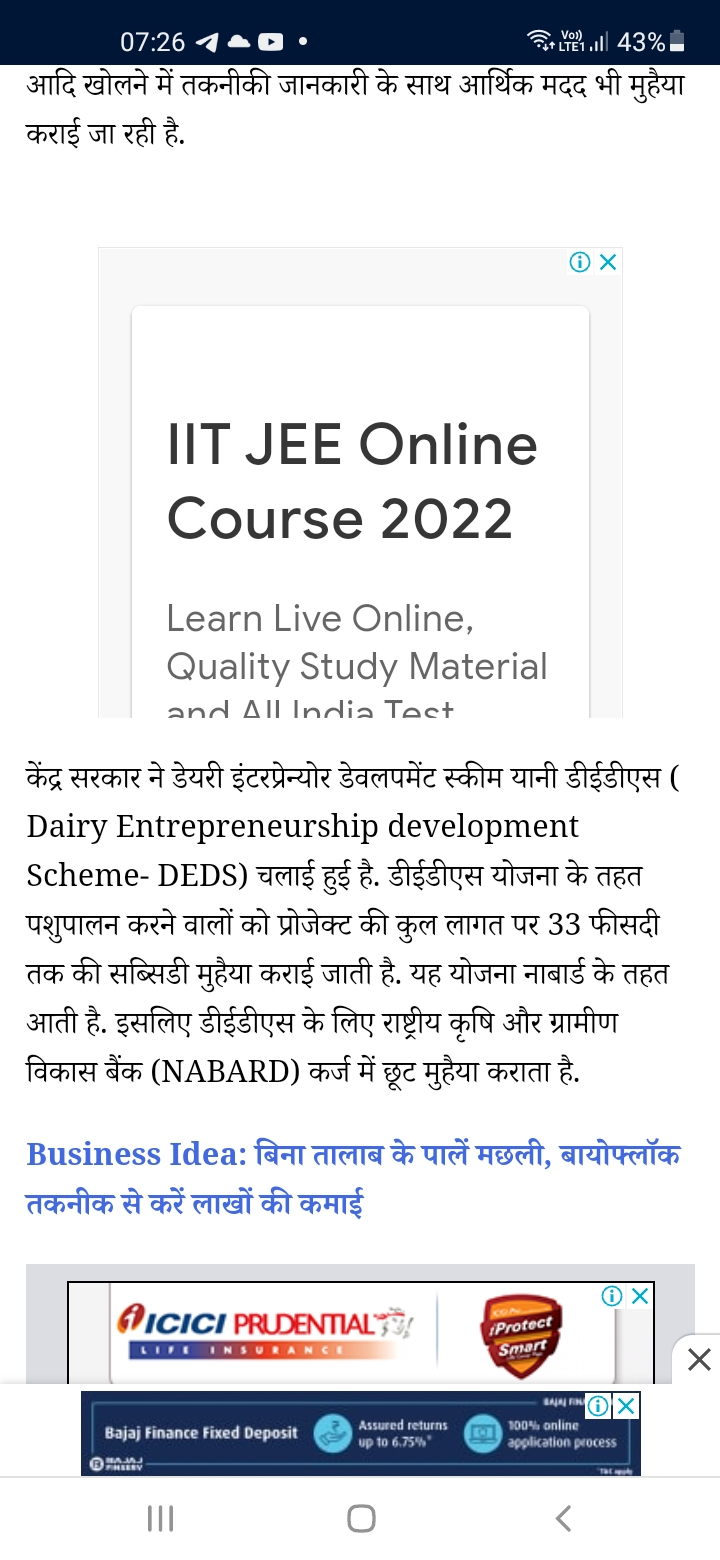 07:26
Vo)) LTE1 43%
आदि खोलने में तकनीकी जानकारी के साथ आर्थिक मदद भी मुहैया
कराई जा रही है.
IIT JEE Online
Course 2022
Learn Live Online,
Quality Study Material
and All India Test
केंद्र सरकार ने डेयरी इंटरप्रेन्योर डेवलपमेंट स्कीम यानी डीईडीएस (
Dairy Entrepreneurship development
Scheme- DEDS) चलाई हुई है. डीईडीएस योजना के तहत
पशुपालन करने वालों को प्रोजेक्ट की कुल लागत पर 33 फीसदी
तक की सब्सिडी मुहैया कराई जाती है. यह योजना नाबार्ड के तहत
आती है. इसलिए डीईडीएस के लिए राष्ट्रीय कृषि और ग्रामीण
विकास बैंक (NABARD) कर्ज में छूट मुहैया कराता है.
Business Idea: बिना तालाब के पालें मछली, बायोफ्लॉक
तकनीक से करें लाखों की कमाई
ICICI PRUDENTIAL
LIFE INSURANCE
iProtect
Smart
Bajaj Finance Fixed Deposit
Assured returns
up to 6.75%*
100% online
application process
BAJAJ
FINSERV
*T&C apply